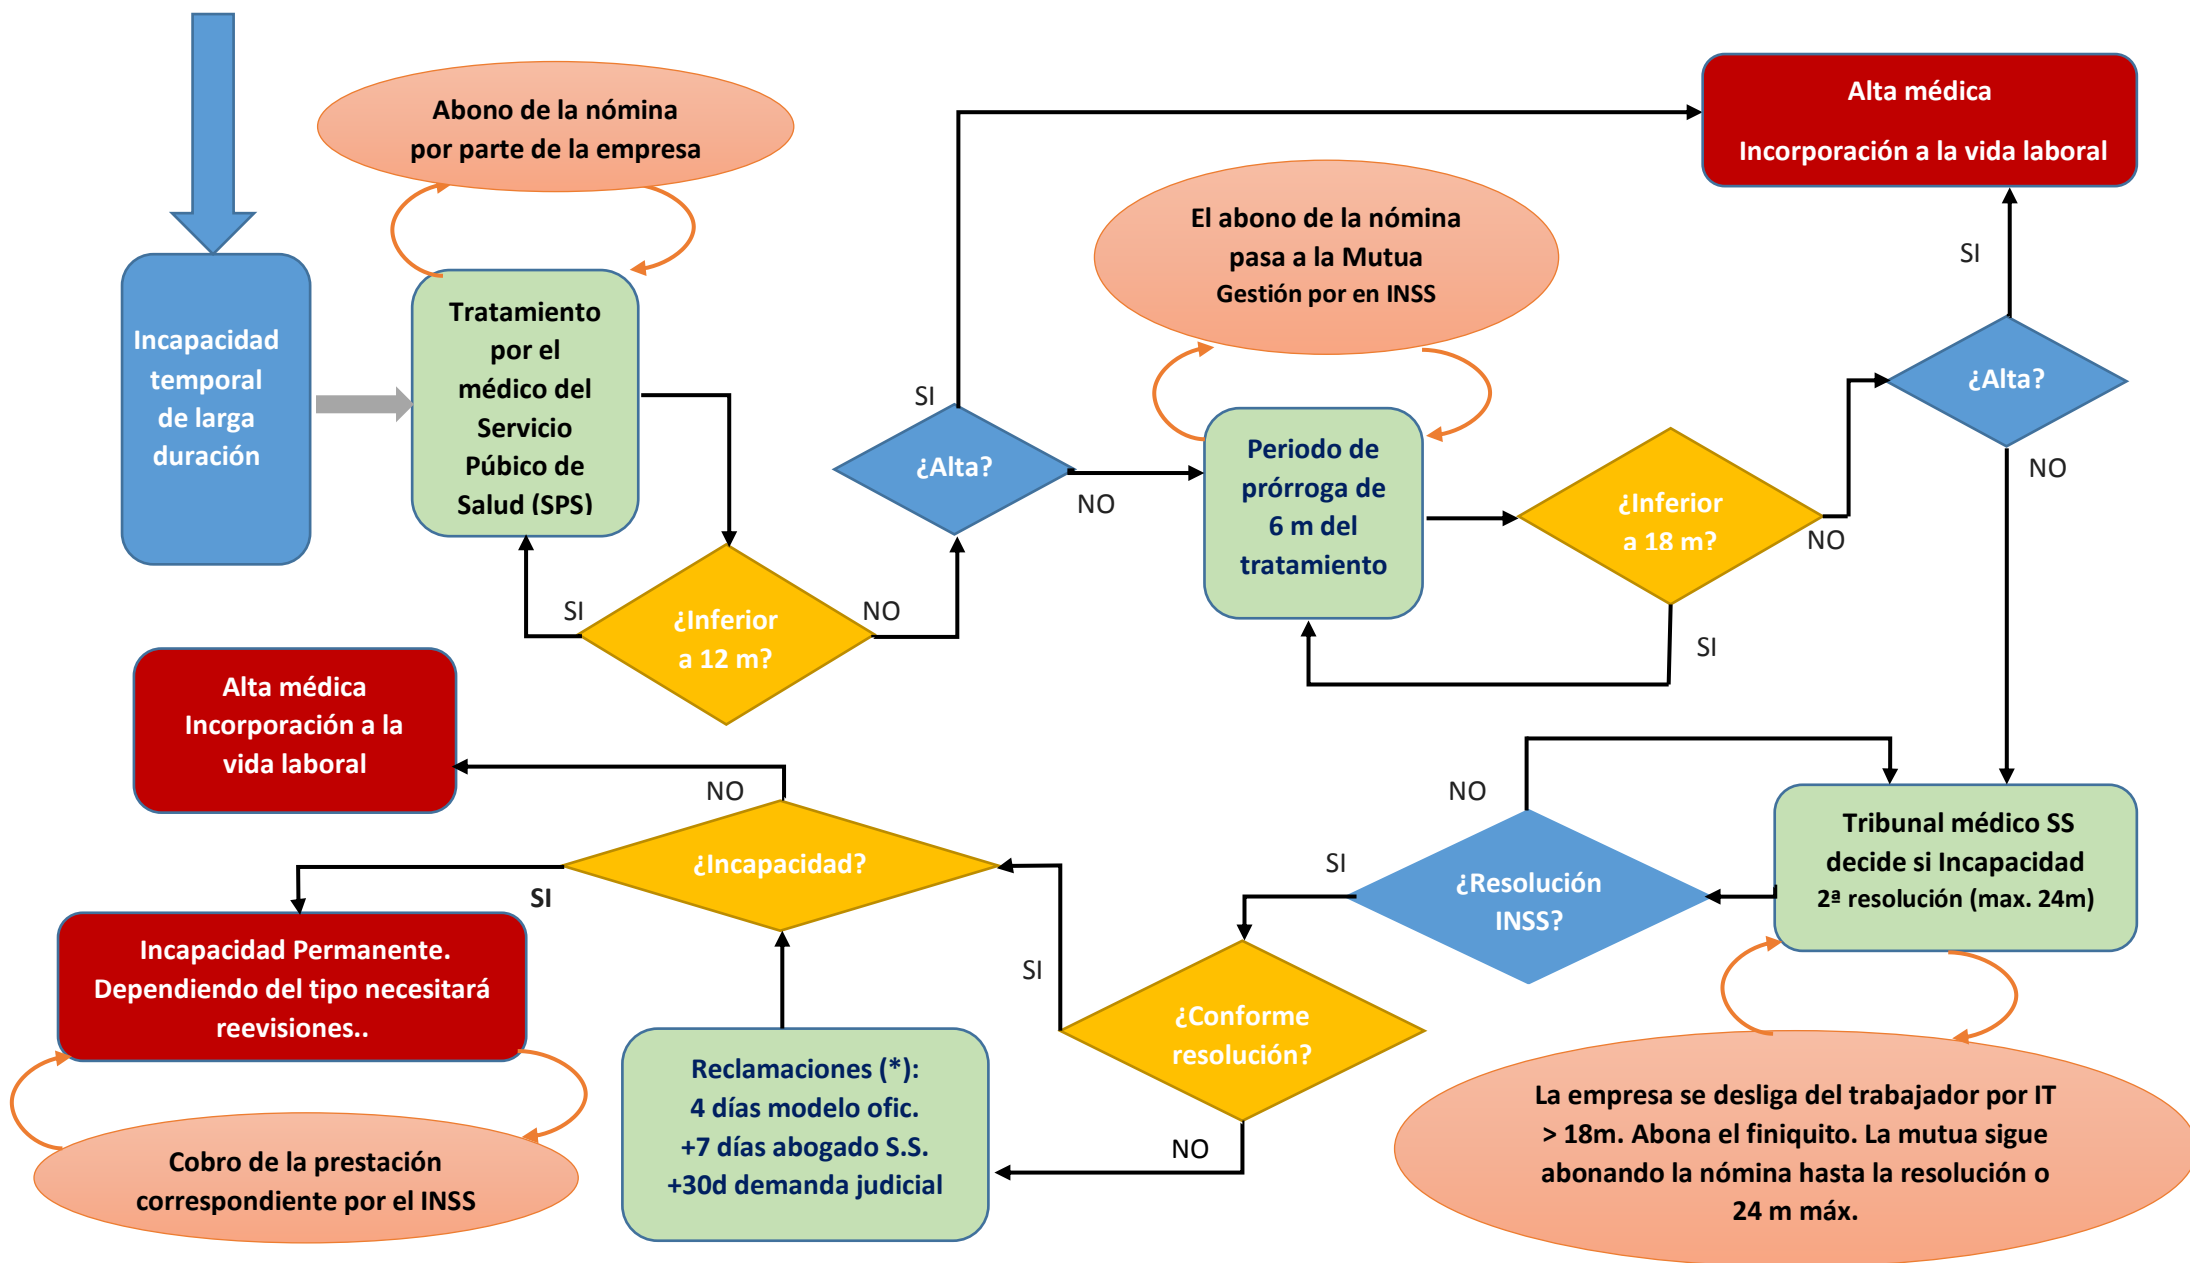 Abono de la nómina
por parte de la empresa
Alta médica
Incorporación a la vida laboral
El abono de la nómina
pasa a la Mutua
Gestión por en INSS
SI
Incapacidad
temporal
de larga
duración
Tratamiento
por el
médico del
Servicio
Púbico de
Salud (SPS)
SI
¿Alta?
NO
Periodo de
prórroga de
6 m del
tratamiento
¿Inferior
a 18 m?
NO
SI
¿Alta?
NO
SI
¿Inferior
a 12 m?
NO
Alta médica
Incorporación a la
vida laboral
NO
¿Incapacidad?
SI
SI
¿Resolución
INSS?
NO
Tribunal médico SS
decide si Incapacidad
2ª resolución (max. 24m)
Incapacidad Permanente.
Dependiendo del tipo necesitará
reevisiones..
SI
¿Conforme
resolución?
NO
Reclamaciones (*):
4 días modelo ofic.
+7 días abogado S.S.
+30d demanda judicial
Cobro de la prestación
correspondiente por el INSS
La empresa se desliga del trabajador por IT
> 18m. Abona el finiquito. La mutua sigue
abonando la nómina hasta la resolución o
24 m máx.